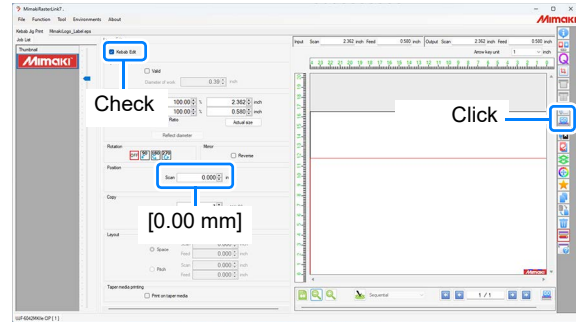 MimakiRasterLink7.
File Function Tool Environments About
Mimaki
Kebab Jig Print MimakiLogo_Label.eps
Job List
Thumbnail
Mimaki
Kebab Edit
Valid
Diameter of work 0.39 inch
Check
100.00 % 2.362 inch
100.00 % 0.580 inch
Ratio Actual size
Reflect diameter
Rotation Mirror
OFF 90° 180° 270°
Reverse
Position
Scan 0.000 in
Copy
[0.00 mm]
Layout
Scan 0.000 inch
Space
Feed 0.000 inch
Scan 0.000 inch
Pitch
Feed 0.000 inch
Taper media printing
Print on taper media
Input Scan 2.362 inch Feed 0.580 inch Output Scan 2.362 inch Feed 0.580 inch
Arrow key unit 1 inch
Click
Mimaki
Sequential 1 / 1
UJF-6042MKIIe-DP [ 1 ]